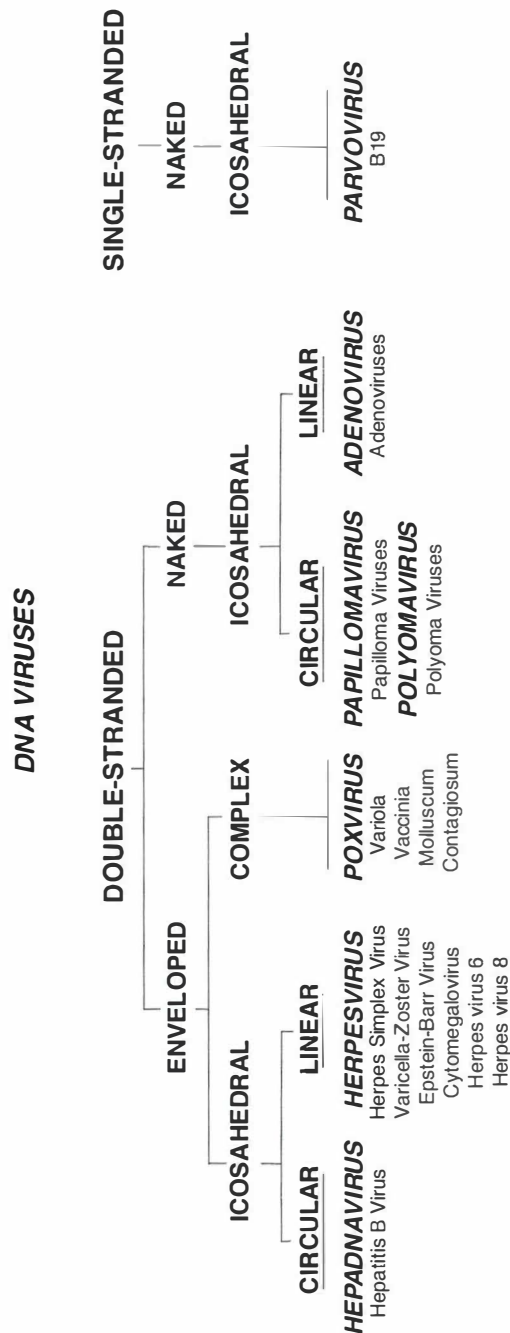 DNA VIRUSES
DOUBLE-STRANDED
SINGLE-STRANDED
ENVELOPED
NAKED
NAKED
ICOSAHEDRAL
COMPLEX
ICOSAHEDRAL
ICOSAHEDRAL
CIRCULAR
LINEAR
CIRCULAR
LINEAR
HEPADNAVIRUS
Hepatitis B Virus
HERPESVIRUS
Herpes Simplex Virus
Varicella-Zoster Virus
Epstein-Barr Virus
Cytomegalovirus
Herpes virus 6
Herpes virus 8
POXVIRUS
Variola
Vaccinia
Molluscum
Contagiosum
PAPILLOMAVIRUS
Papilloma Viruses
POLYOMAVIRUS
Polyoma Viruses
ADENOVIRUS
Adenoviruses
PARVOVIRUS
B19